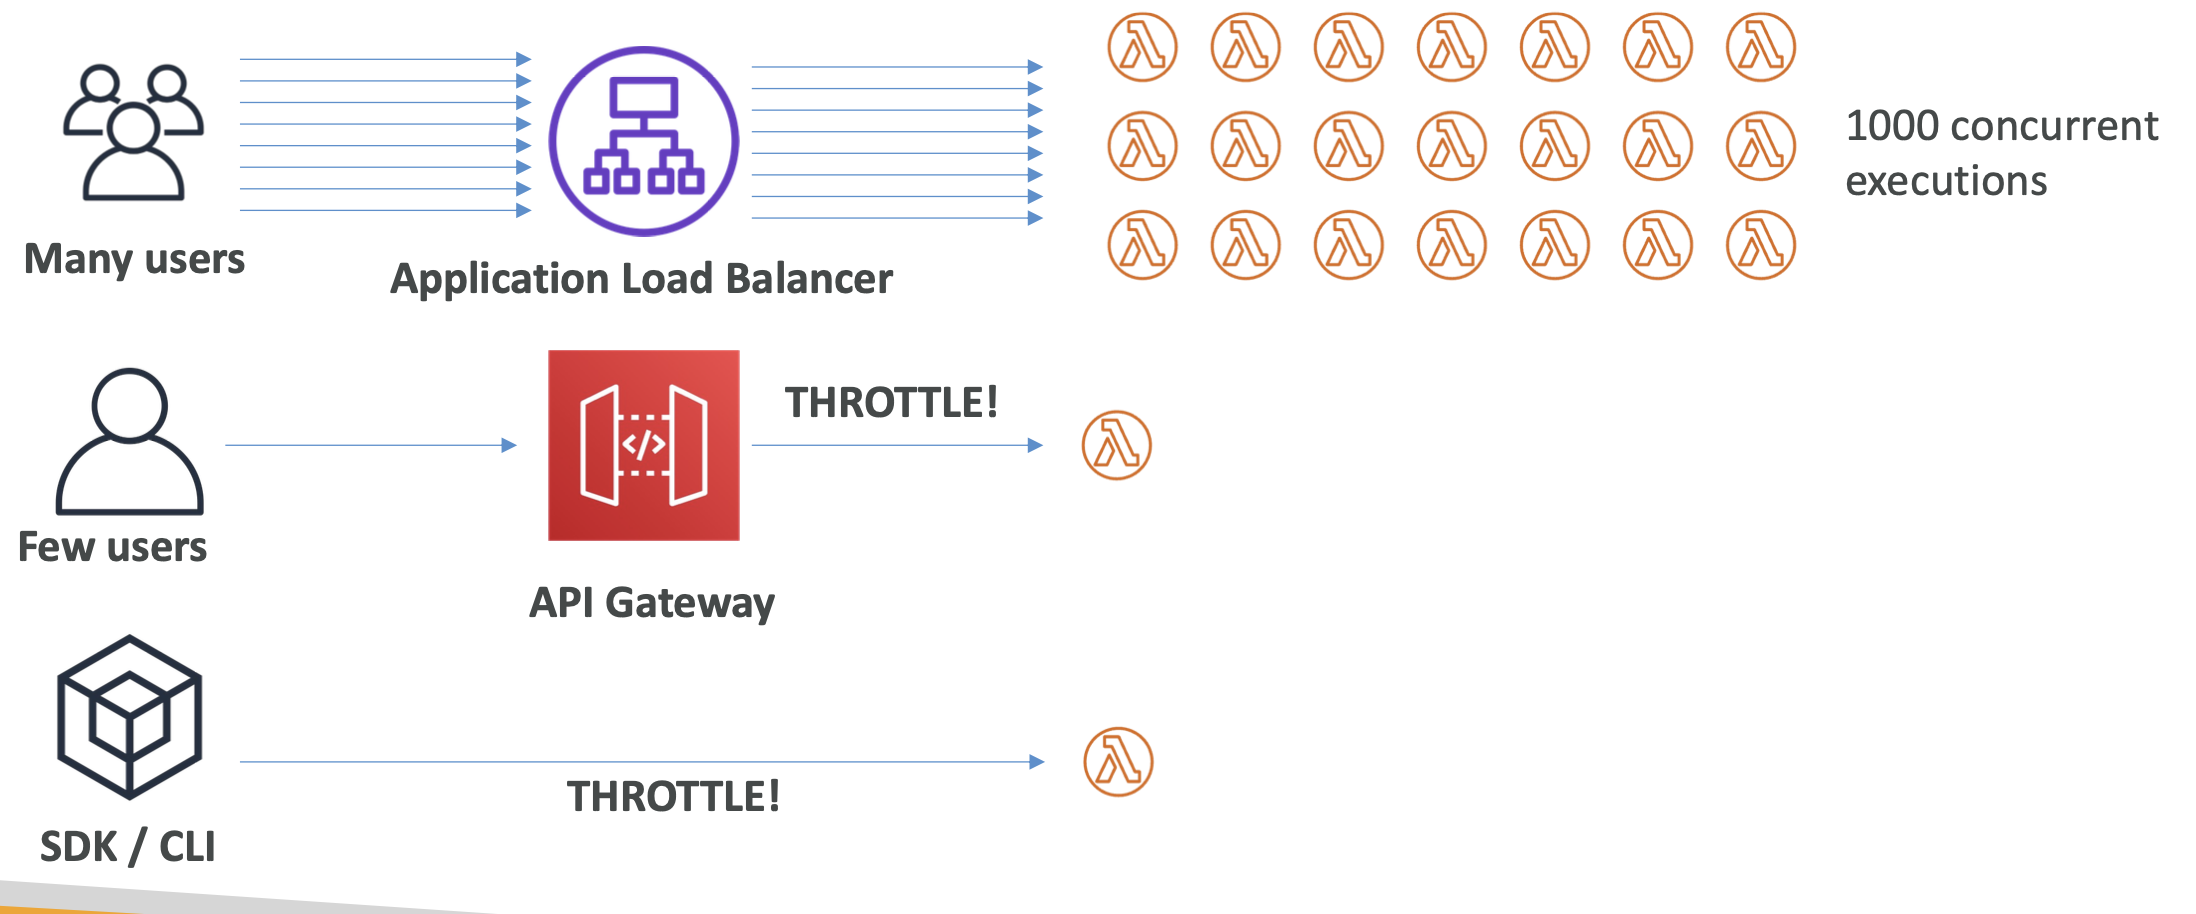 Many users
Application Load Balancer
1000 concurrent
executions
Few users
</>
THROTTLE!
API Gateway
THROTTLE!
SDK / CLI